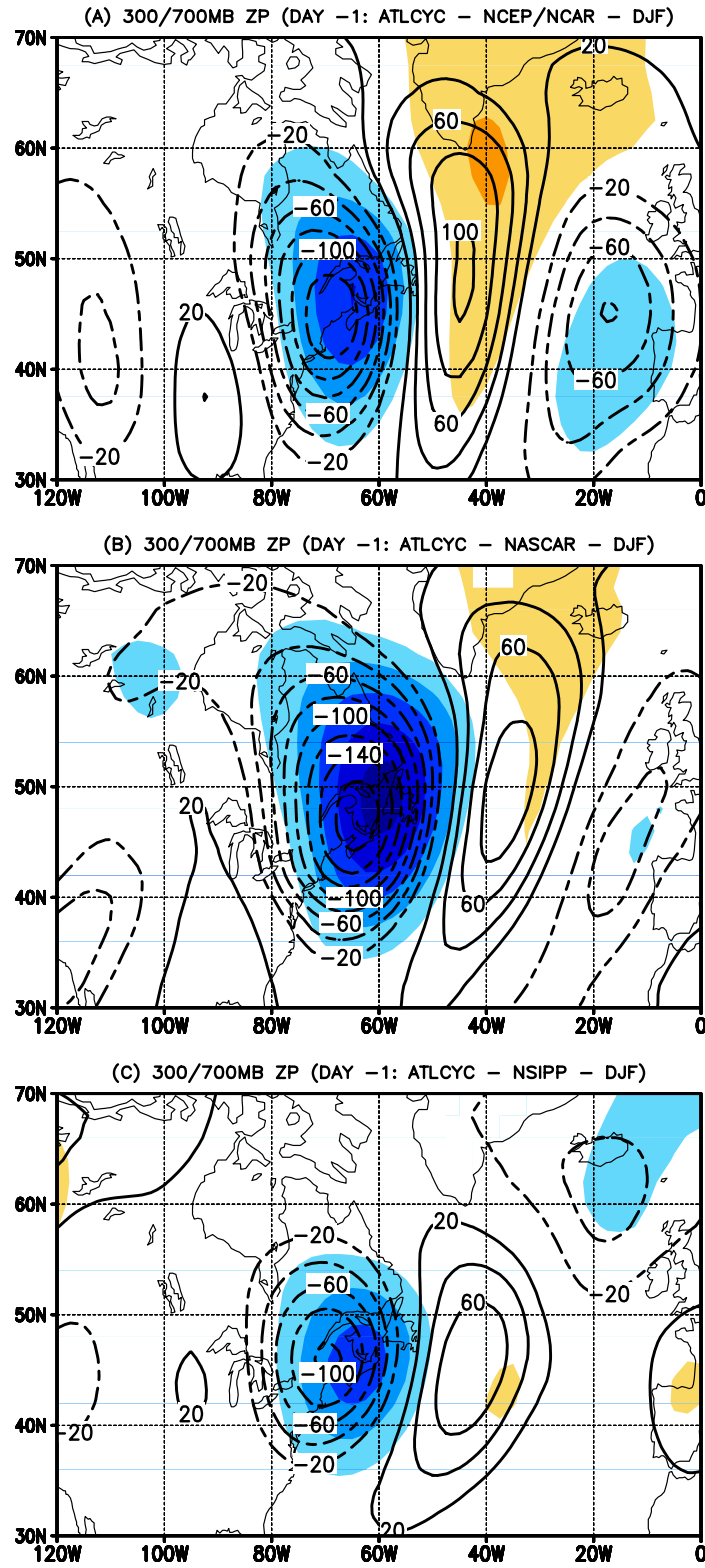 (A) 300/700MB ZP (DAY −1: ATLCYC − NCEP/NCAR − DJF)
70N
20
60
−20
60N
−20
−60
100
−60
50N
−100
20
40N
−60
−60
60
−20
−20
30N
120W 100W 80W 60W 40W 20W 0
(B) 300/700MB ZP (DAY −1: ATLCYC − NASCAR − DJF)
70N
−20
60
60N
−20
−60
−100
−140
50N
20
40N
−100
60
−60
−20
30N
120W 100W 80W 60W 40W 20W 0
(C) 300/700MB ZP (DAY −1: ATLCYC − NSIPP − DJF)
70N
60N
20
−20
−60
−20
60
50N
−100
20
40N
−60
−20
−20
20
30N
120W 100W 80W 60W 40W 20W 0